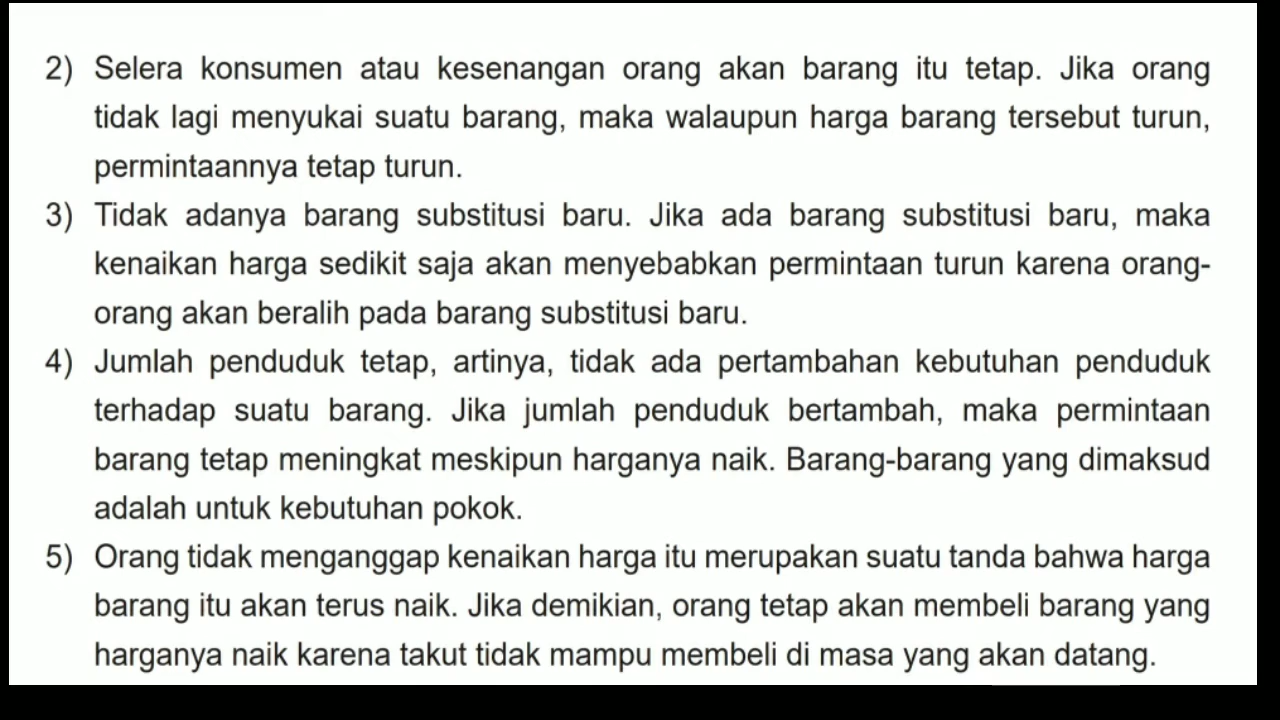 2) Selera konsumen atau kesenangan orang akan barang itu tetap. Jika orang
tidak lagi menyukai suatu barang, maka walaupun harga barang tersebut turun,
permintaannya tetap turun.
3) Tidak adanya barang substitusi baru. Jika ada barang substitusi baru, maka
kenaikan harga sedikit saja akan menyebabkan permintaan turun karena orang-
orang akan beralih pada barang substitusi baru.
4) Jumlah penduduk tetap, artinya, tidak ada pertambahan kebutuhan penduduk
terhadap suatu barang. Jika jumlah penduduk bertambah, maka permintaan
barang tetap meningkat meskipun harganya naik. Barang-barang yang dimaksud
adalah untuk kebutuhan pokok.
5) Orang tidak menganggap kenaikan harga itu merupakan suatu tanda bahwa harga
barang itu akan terus naik. Jika demikian, orang tetap akan membeli barang yang
harganya naik karena takut tidak mampu membeli di masa yang akan datang.